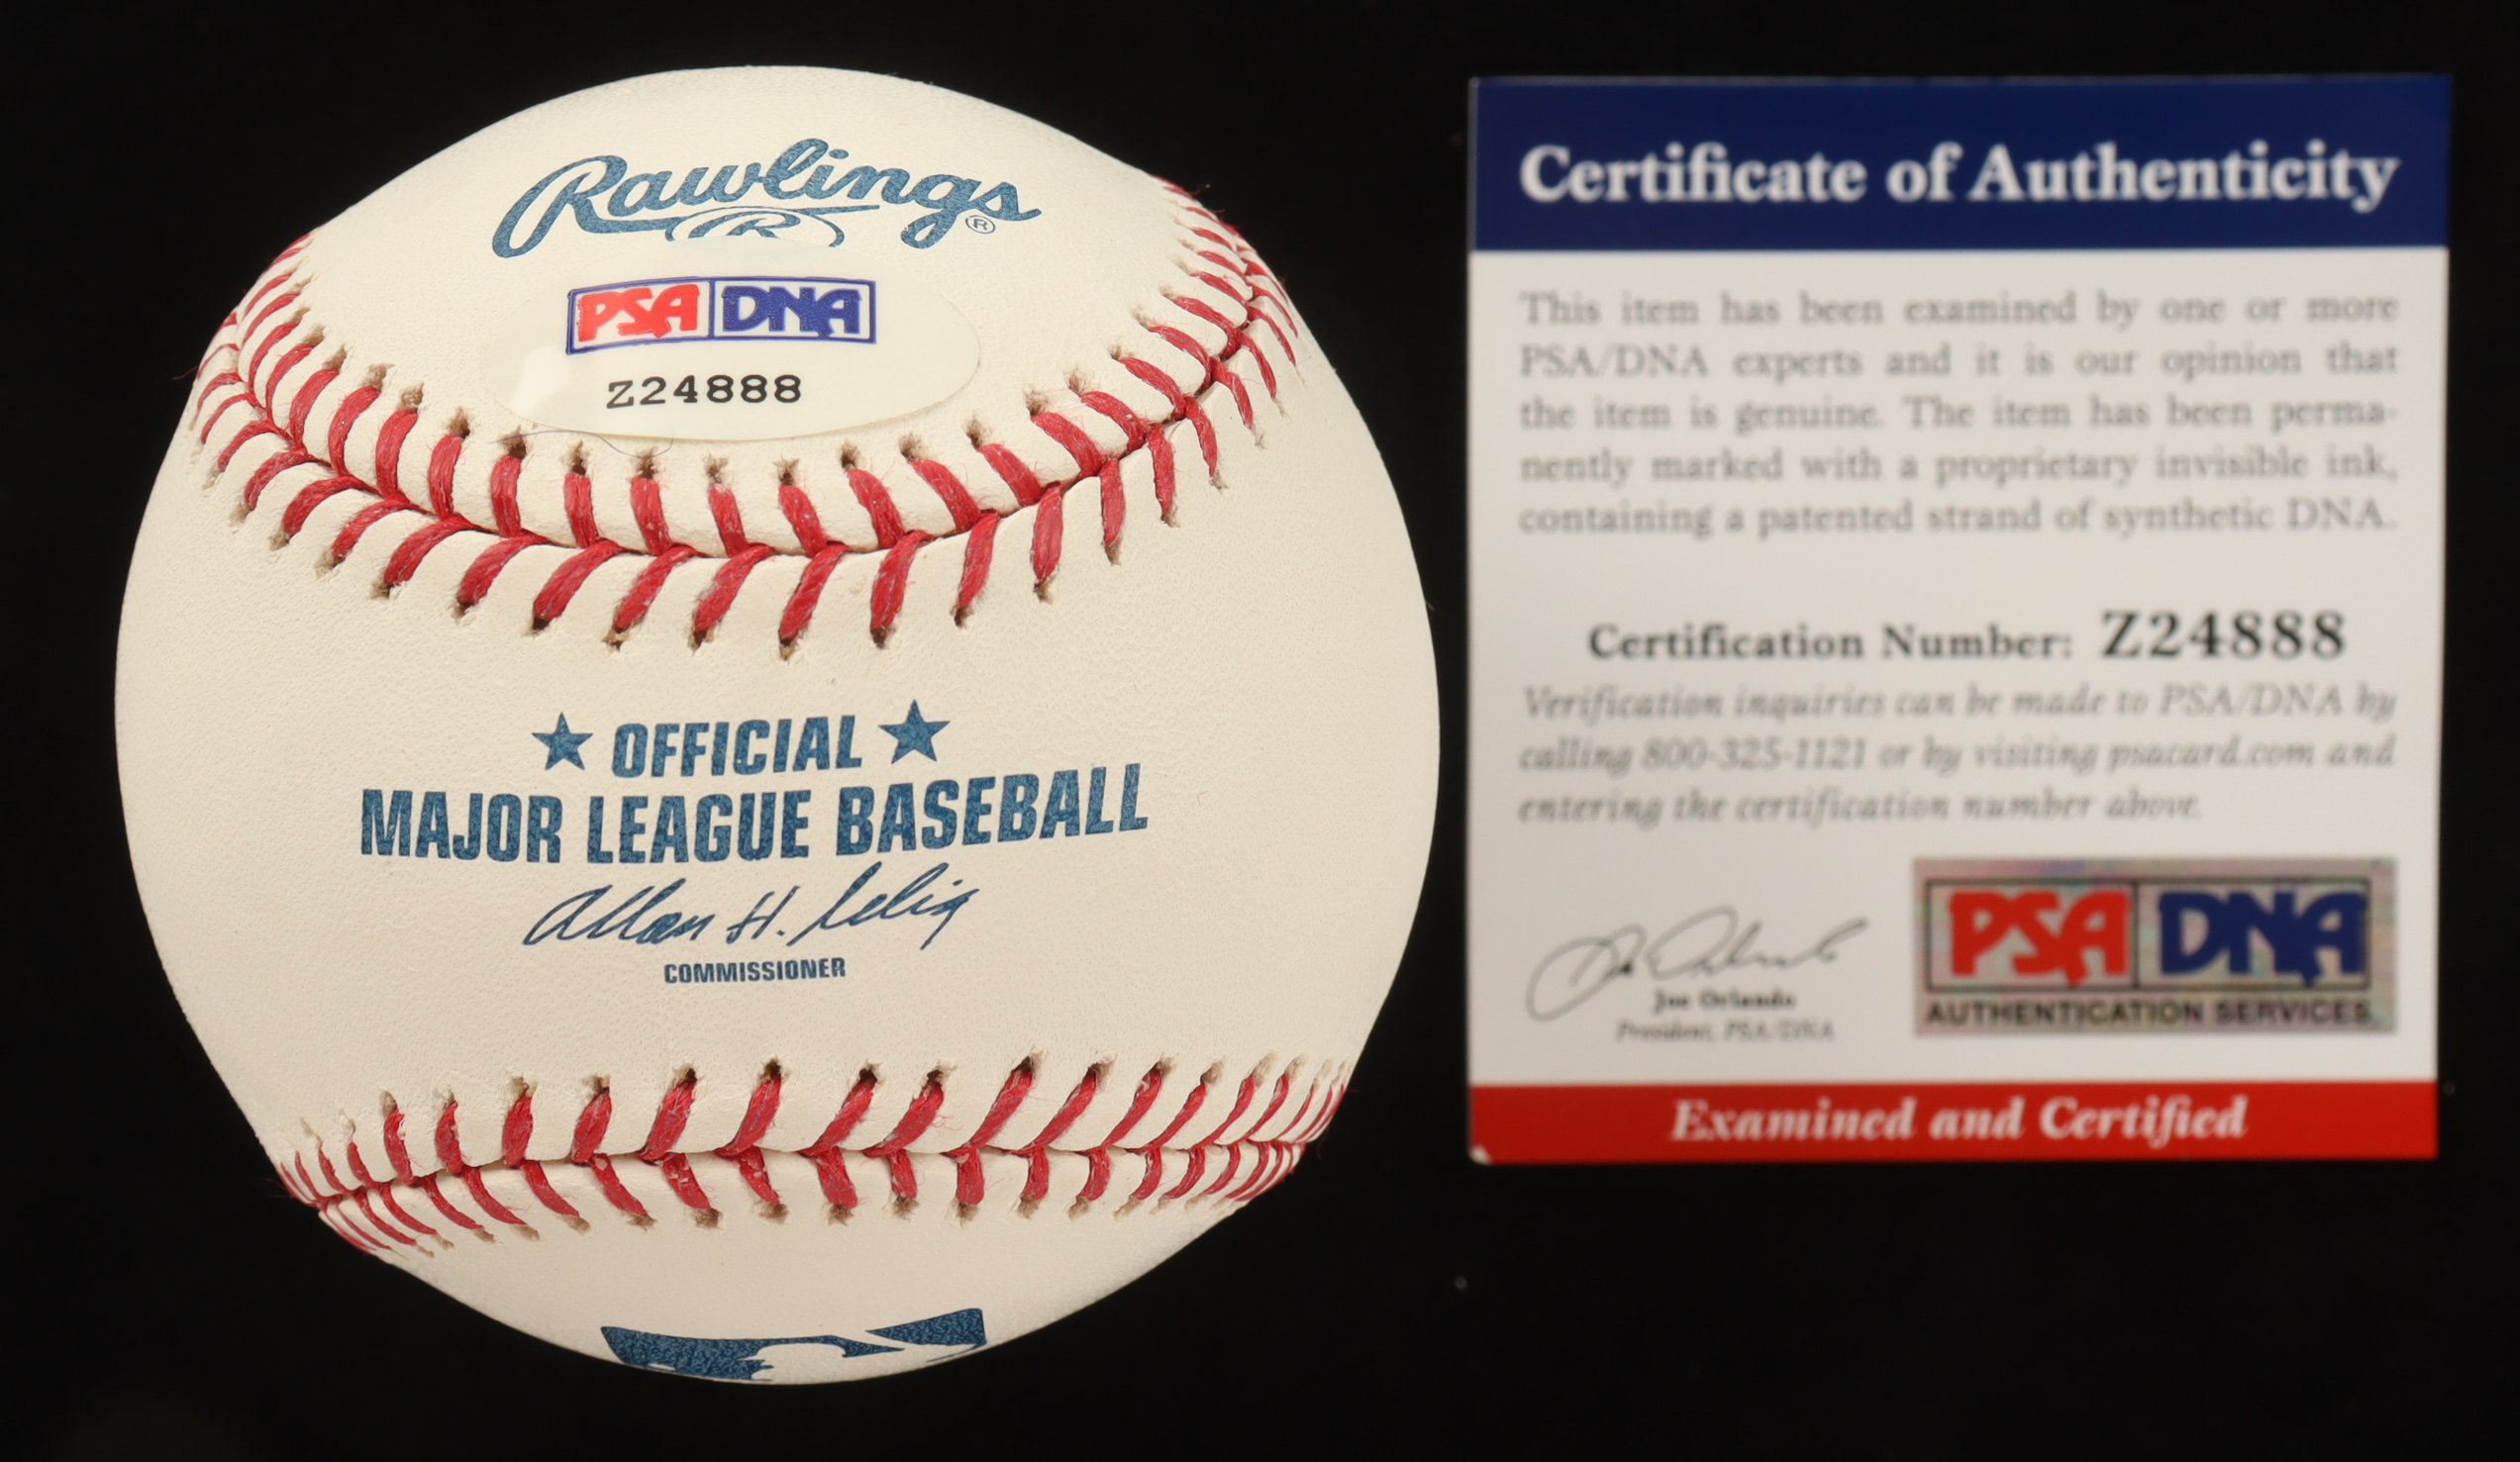 Rawlings®
R
PSA DNA
Z24888
★ OFFICIAL ★
MAJOR LEAGUE BASEBALL
Allan H. Selig
COMMISSIONER
Certificate of Authenticity
This item has been examined by one or more
PSA/DNA experts and it is our opinion that
the item is genuine. The item has been perma-
nently marked with a proprietary invisible ink,
containing a patented strand of synthetic DNA.
Certification Number: Z24888
Verification inquiries can be made to PSA/DNA by
calling 800-325-1121 or by visiting psacard.com and
entering the certification number above.
Joe Orlando
President, PSA/DNA
PSA DNA
AUTHENTICATION SERVICES
Examined and Certified